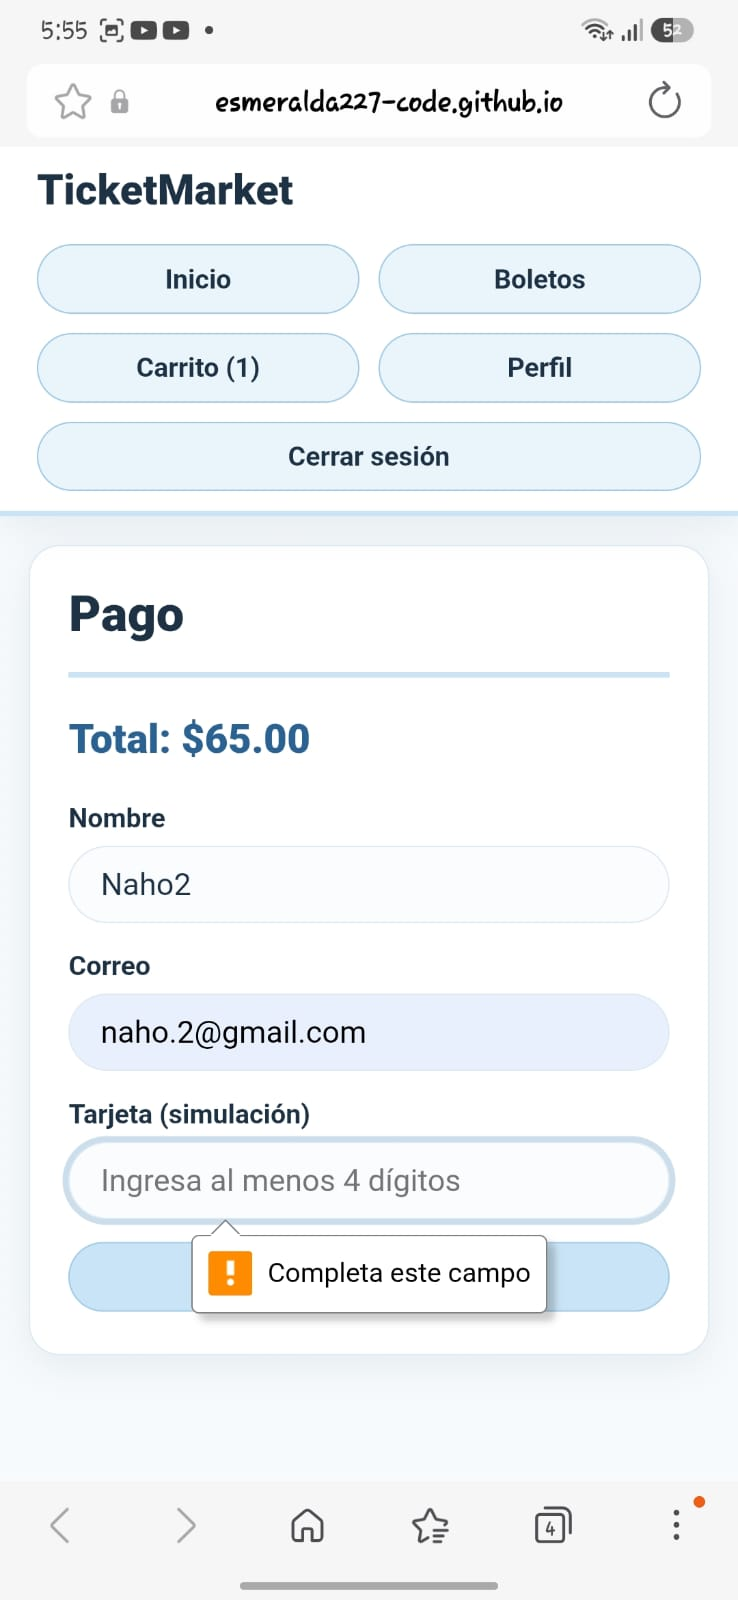 5:55
52
esmeralda227-code.github.io
TicketMarket
Inicio
Boletos
Carrito (1)
Perfil
Cerrar sesión
Pago
Total: $65.00
Nombre
Naho2
Correo
naho.2@gmail.com
Tarjeta (simulación)
Ingresa al menos 4 dígitos
Completa este campo
4